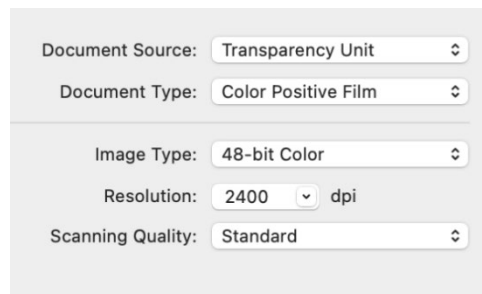 Document Source: Transparency Unit
Document Type: Color Positive Film
Image Type: 48-bit Color
Resolution: 2400 dpi
Scanning Quality: Standard